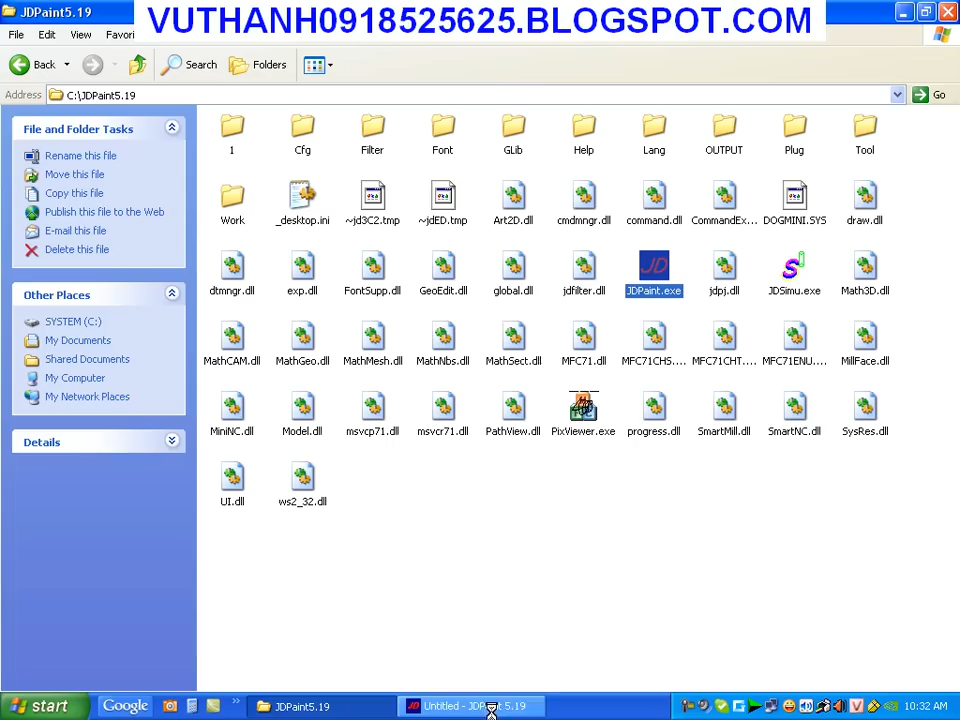 JDPaint5.19
VUTHANH0918525625.BLOGSPOT.COM
File Edit View Favori
Back Search Folders
Address C:\JDPaint5.19 Go
File and Folder Tasks
Rename this file
Move this file
Copy this file
Publish this file to the Web
E-mail this file
Delete this file
Other Places
SYSTEM (C:)
My Documents
Shared Documents
My Computer
My Network Places
Details
1 Cfg Filter Font GLib Help Lang OUTPUT Plug Tool
Work _desktop.ini ~jd3C2.tmp ~jdED.tmp Art2D.dll cmdmngr.dll command.dll CommandEx... DOGMINI.SYS draw.dll
dtmngr.dll exp.dll FontSupp.dll GeoEdit.dll global.dll jdfilter.dll JDPaint.exe jdpj.dll JDSimu.exe Math3D.dll
MathCAM.dll MathGeo.dll MathMesh.dll MathNbs.dll MathSect.dll MFC71.dll MFC71CHS.... MFC71CHT.... MFC71ENU.... MillFace.dll
MiniNC.dll Model.dll msvcp71.dll msvcr71.dll PathView.dll PixViewer.exe progress.dll SmartMill.dll SmartNC.dll SysRes.dll
UI.dll ws2_32.dll
start Google JDPaint5.19 Untitled - JDPaint 5.19 10:32 AM